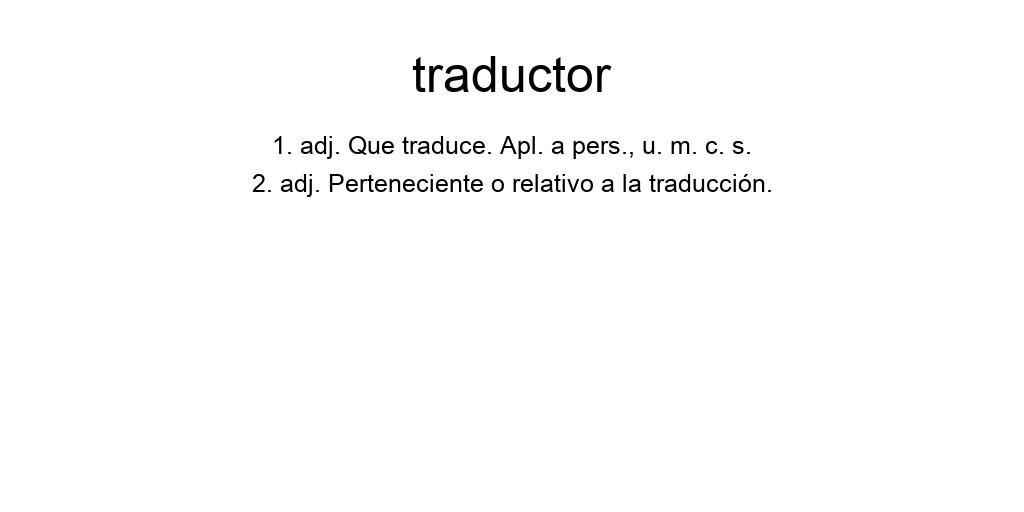 traductor
1. adj. Que traduce. Apl. a pers., u. m. c. s.
2. adj. Perteneciente o relativo a la traducción.